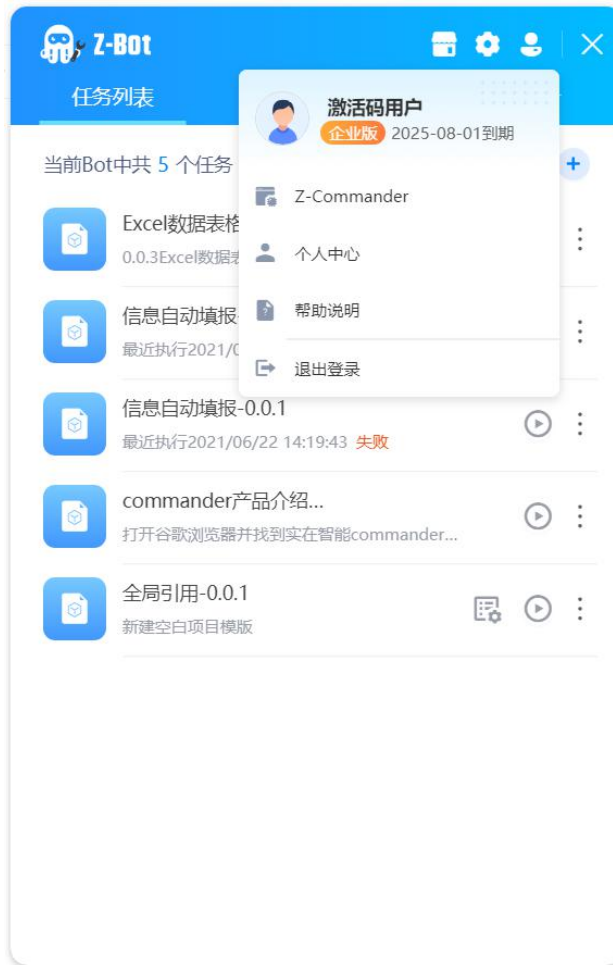 Z-Bot
任务列表
激活码用户
企业版 2025-08-01到期
当前Bot中共 5 个任务
Z-Commander
Excel数据表格
0.0.3Excel数据
个人中心
信息自动填报
帮助说明
最近执行2021/
退出登录
信息自动填报-0.0.1
最近执行2021/06/22 14:19:43 失败
commander产品介绍...
打开谷歌浏览器并找到实在智能commander...
全局引用-0.0.1
新建空白项目模版